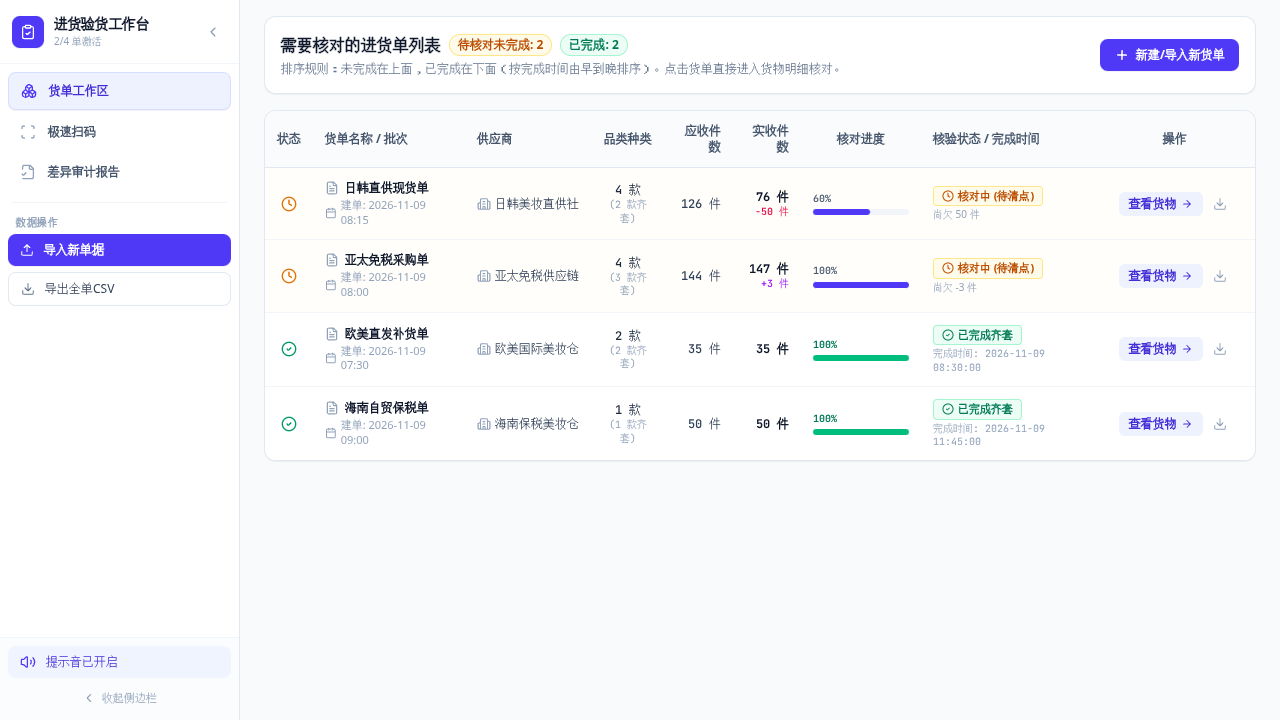 进货验货工作台
2/4 单激活
货单工作区
极速扫码
差异审计报告
数据操作
导入新单据
导出全单CSV
提示音已开启
收起侧边栏
需要核对的进货单列表
待核对未完成: 2
已完成: 2
排序规则：未完成在上面，已完成在下面（按完成时间由早到晚排序）。点击货单直接进入货物明细核对。
新建/导入新货单
状态
货单名称 / 批次
供应商
品类种类
应收件
数
实收件
数
核对进度
核验状态 / 完成时间
操作
日韩直供现货单
建单: 2026-11-09
08:15
日韩美妆直供社
4 款
(2 款齐
套)
126 件
76 件
-50 件
60%
核对中 (待清点)
尚欠 50 件
查看货物
亚太免税采购单
建单: 2026-11-09
08:00
亚太免税供应链
4 款
(3 款齐
套)
144 件
147 件
+3 件
100%
核对中 (待清点)
尚欠 -3 件
查看货物
欧美直发补货单
建单: 2026-11-09
07:30
欧美国际美妆仓
2 款
(2 款齐
套)
35 件
35 件
100%
已完成齐套
完成时间: 2026-11-09
08:30:00
查看货物
海南自贸保税单
建单: 2026-11-09
09:00
海南保税美妆仓
1 款
(1 款齐
套)
50 件
50 件
100%
已完成齐套
完成时间: 2026-11-09
11:45:00
查看货物